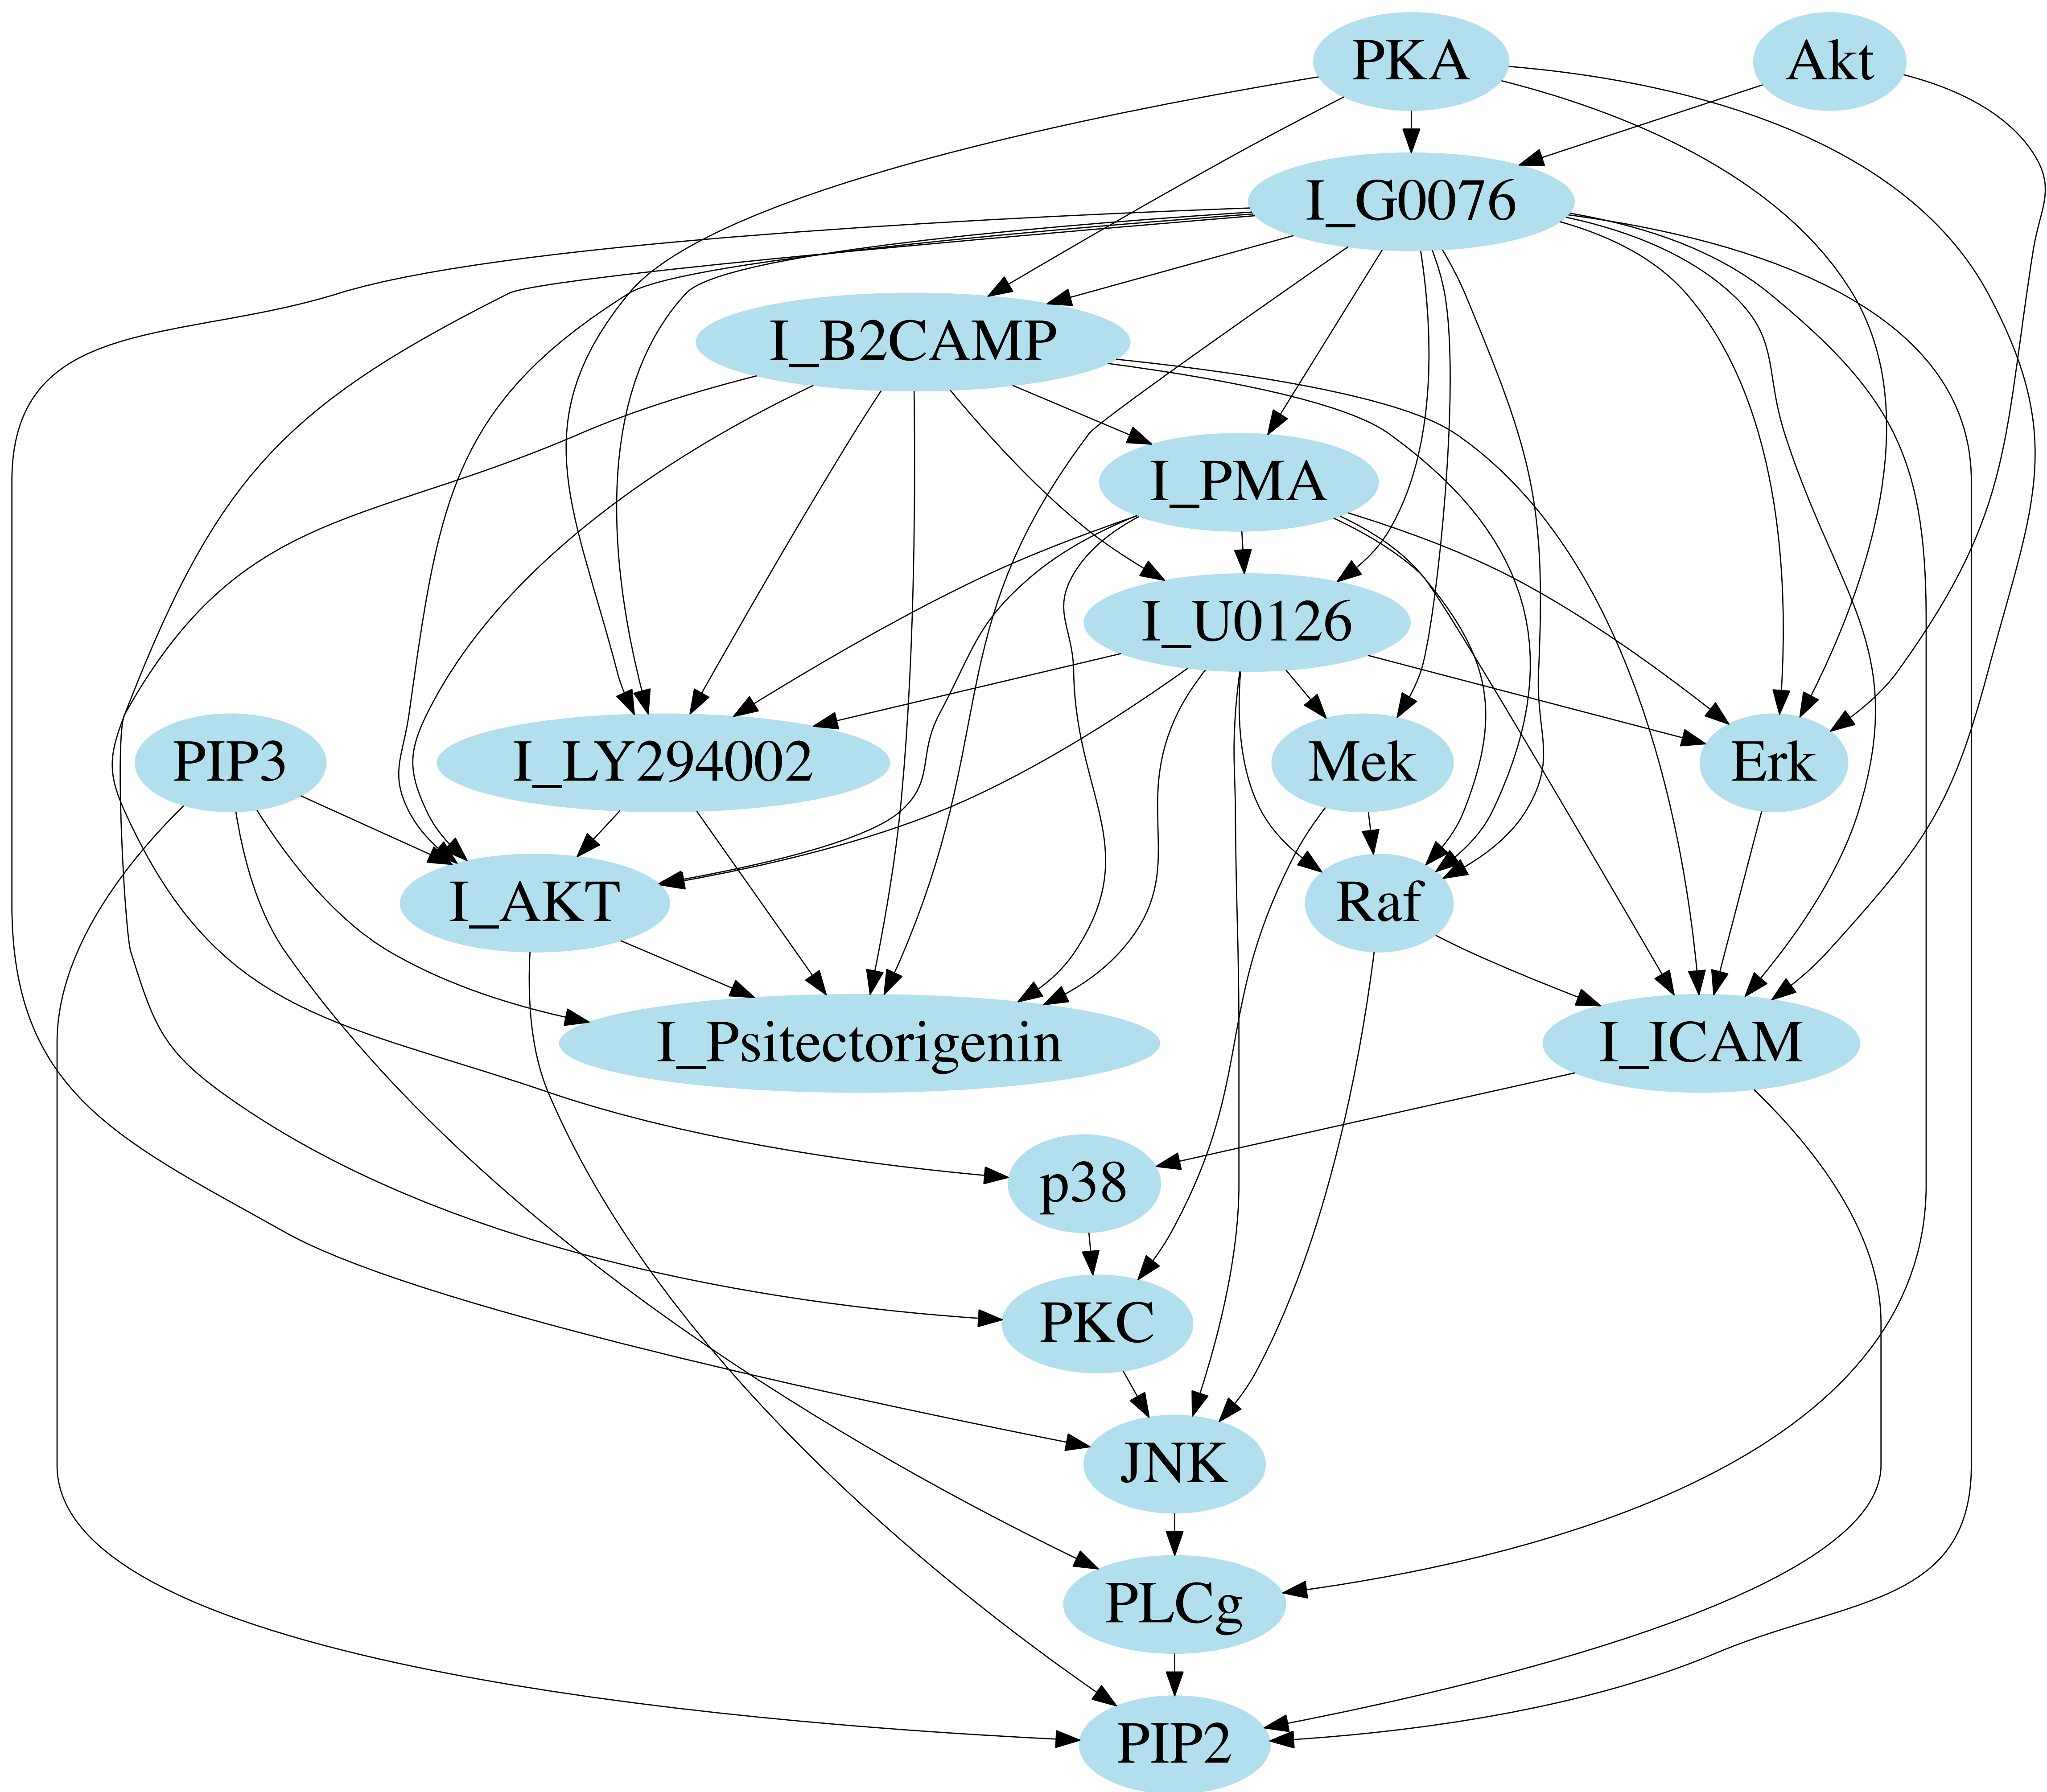 PKA
Akt
I_G0076
I_B2CAMP
I_PMA
I_U0126
PIP3
I_LY294002
Mek
Erk
I_AKT
Raf
I_Psitectorigenin
I_ICAM
p38
PKC
JNK
PLCg
PIP2